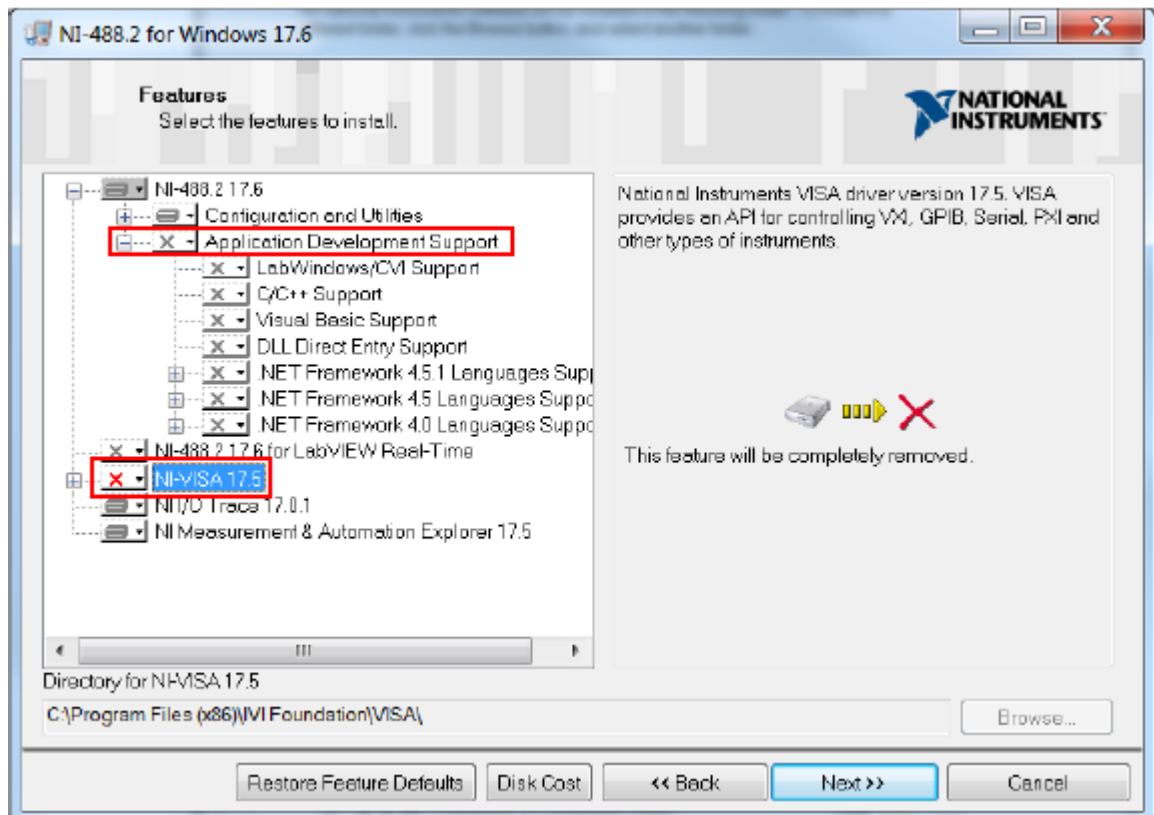 NI-488.2 for Windows 17.6
Features
Select the features to install.
NATIONAL
INSTRUMENTS
NI-488.2 17.6
Configuration and Utilities
Application Development Support
LabWindows/CVI Support
C/C++ Support
Visual Basic Support
DLL Direct Entry Support
.NET Framework 4.5.1 Languages Supp
.NET Framework 4.5 Languages Suppo
.NET Framework 4.0 Languages Suppo
NI-488.2 17.6 for LabVIEW Real-Time
NI-VISA 17.5
NI I/O Trace 17.0.1
NI Measurement & Automation Explorer 17.5
National Instruments VISA driver version 17.5. VISA
provides an API for controlling VXI, GPIB, Serial, PXI and
other types of instruments.
This feature will be completely removed.
Directory for NI-VISA 17.5
C:\Program Files (x86)\IVI Foundation\VISA\
Browse...
Restore Feature Defaults
Disk Cost
<< Back
Next >>
Cancel